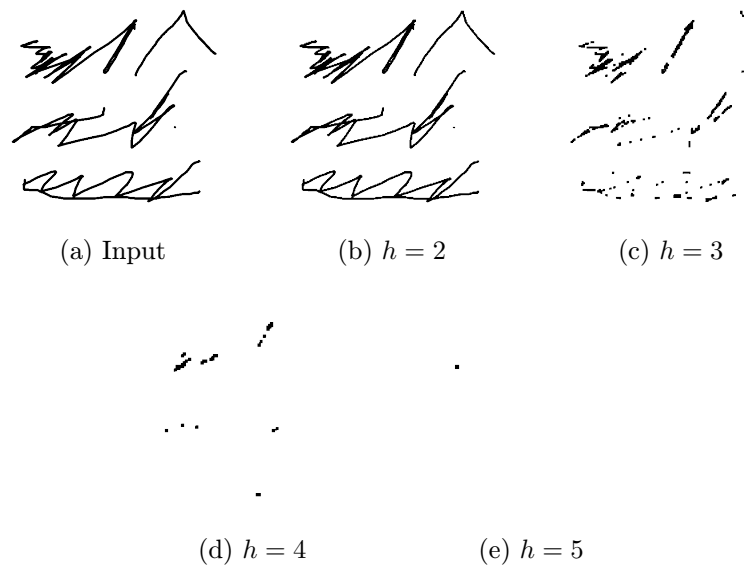 (a) Input
(b) h = 2
(c) h = 3
(d) h = 4
(e) h = 5